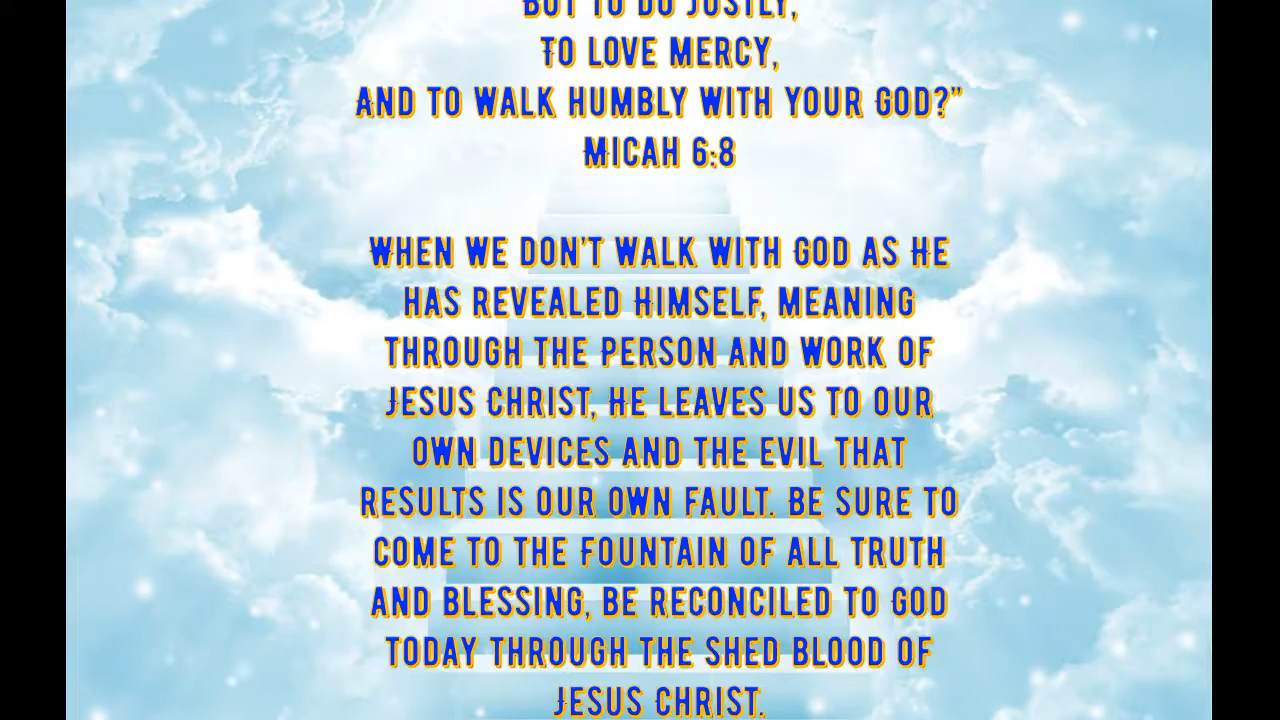 BUT TO DO JUSTLY,
TO LOVE MERCY,
AND TO WALK HUMBLY WITH YOUR GOD?”
MICAH 6:8
WHEN WE DON’T WALK WITH GOD AS HE
HAS REVEALED HIMSELF, MEANING
THROUGH THE PERSON AND WORK OF
JESUS CHRIST, HE LEAVES US TO OUR
OWN DEVICES AND THE EVIL THAT
RESULTS IS OUR OWN FAULT. BE SURE TO
COME TO THE FOUNTAIN OF ALL TRUTH
AND BLESSING, BE RECONCILED TO GOD
TODAY THROUGH THE SHED BLOOD OF
JESUS CHRIST.